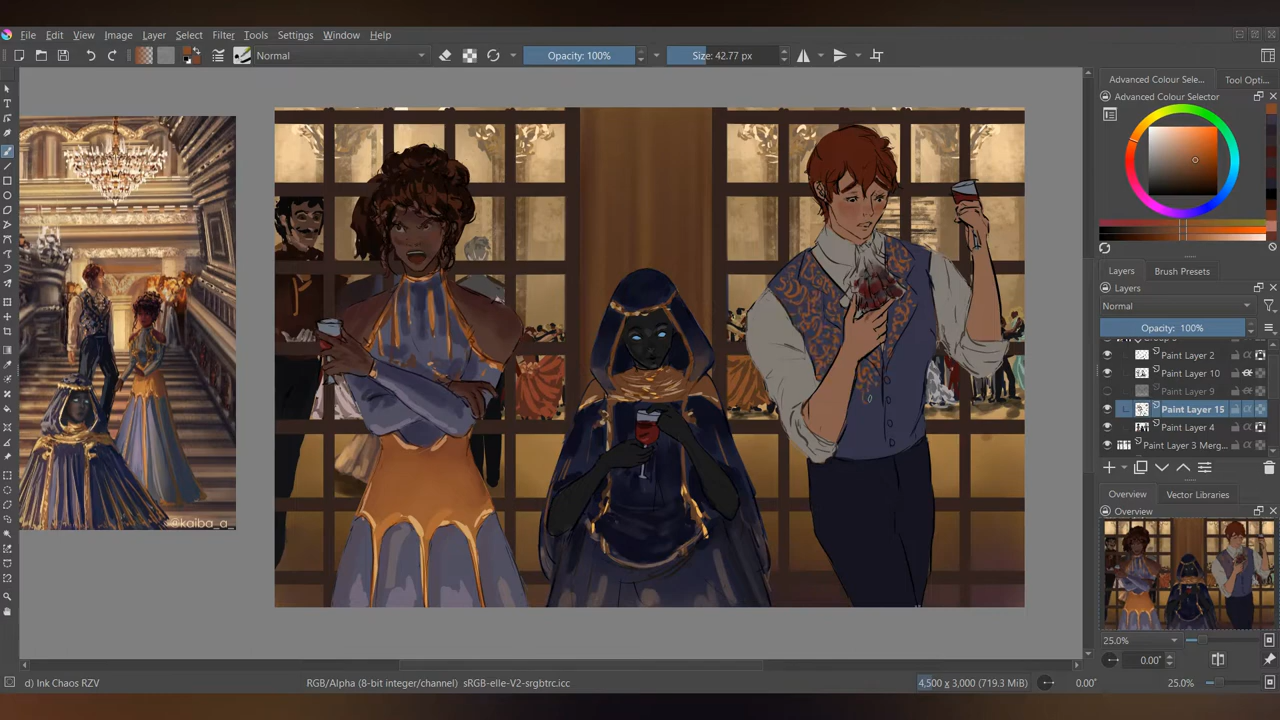 File Edit View Image Layer Select Filter Tools Settings Window Help
Normal Opacity: 100% Size: 42.77 px
Advanced Colour Sele... Tool Opti...
Advanced Colour Selector
Layers Brush Presets
Layers
Normal
Opacity: 100%
Paint Layer 2
Paint Layer 10
Paint Layer 9
Paint Layer 15
Paint Layer 4
Paint Layer 3 Merg...
Overview Vector Libraries
Overview
@kaiba_a_
25.0%
0.00°
d) Ink Chaos RZV RGB/Alpha (8-bit integer/channel) sRGB-elle-V2-srgbtrc.icc 4,500 x 3,000 (719.3 MiB) 0.00° 25.0%